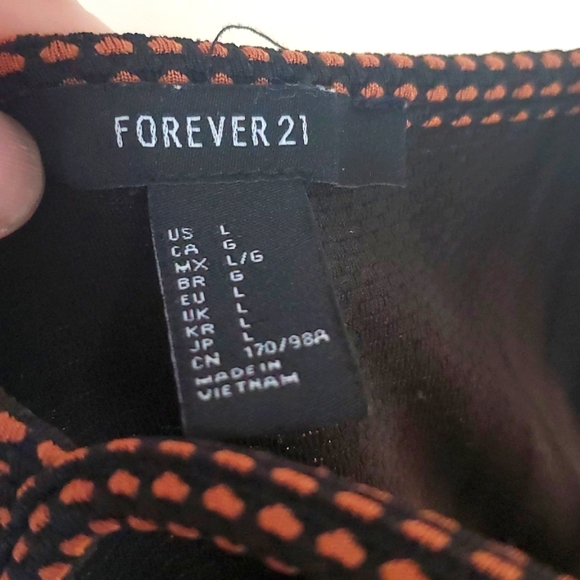 FOREVER 21
US L
CA G
MX L/G
BR G
EU L
UK L
KR L
JP L
CN 170/98A
MADE IN
VIETNAM